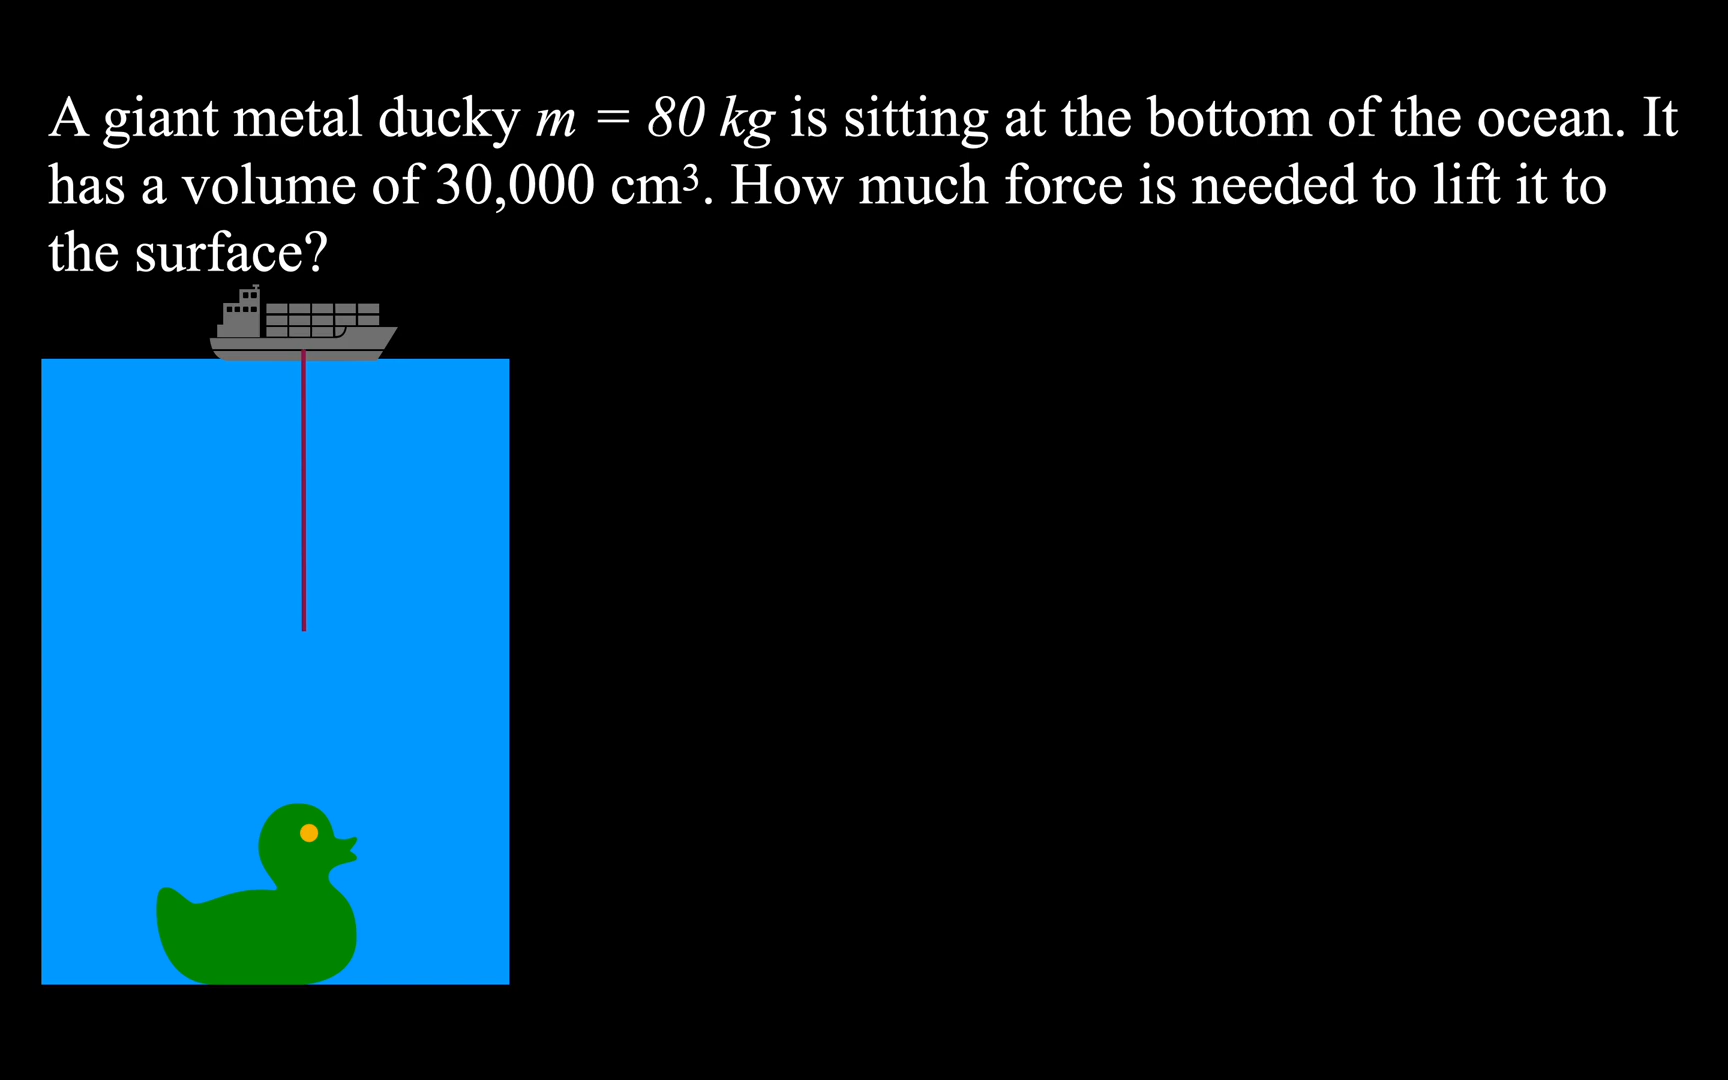 A giant metal ducky m = 80 kg is sitting at the bottom of the ocean. It
has a volume of 30,000 cm³. How much force is needed to lift it to
the surface?